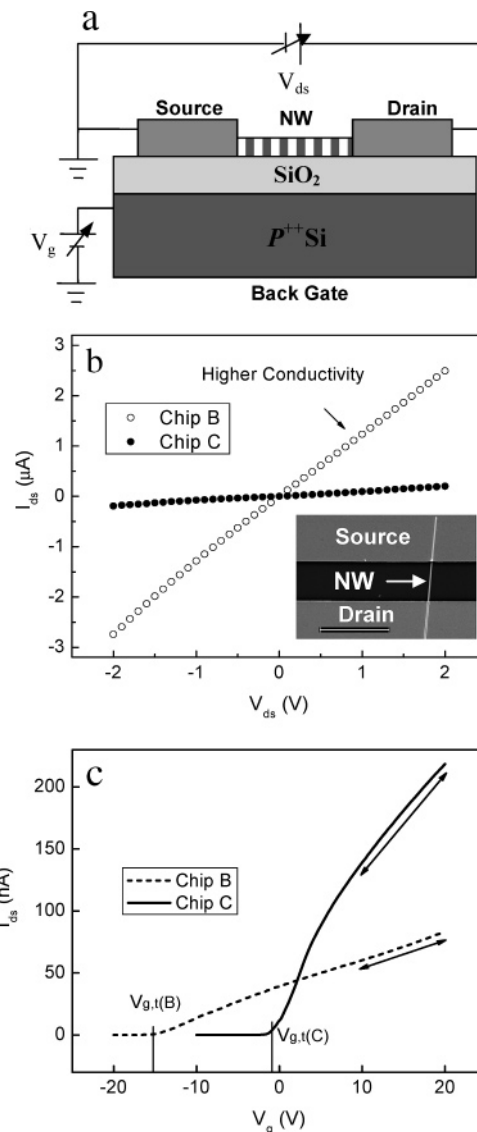 a
V_ds
Source NW Drain
SiO₂
V_g
P⁺⁺Si
Back Gate
b
3
2
1
0
-1
-2
-3
I_ds (μA)
Higher Conductivity
Chip B
Chip C
Source
NW
Drain
-2 -1 0 1 2
V_ds (V)
c
200
150
100
50
0
I_ds (nA)
Chip B
Chip C
V_g,t(B)
V_g,t(C)
-20 -10 0 10 20
V_g (V)